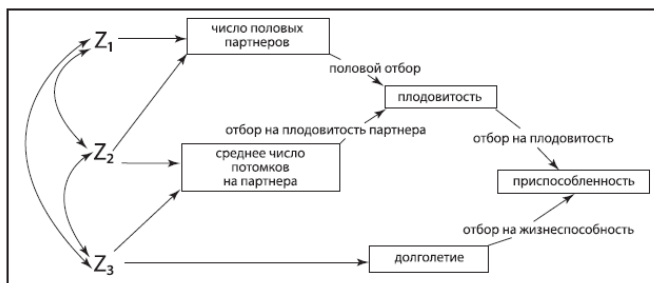 число половых
партнеров
Z1
половой отбор
плодовитость
отбор на плодовитость партнера
отбор на плодовитость
Z2
среднее число
потомков
на партнера
приспособленность
отбор на жизнеспособность
Z3
долголетие